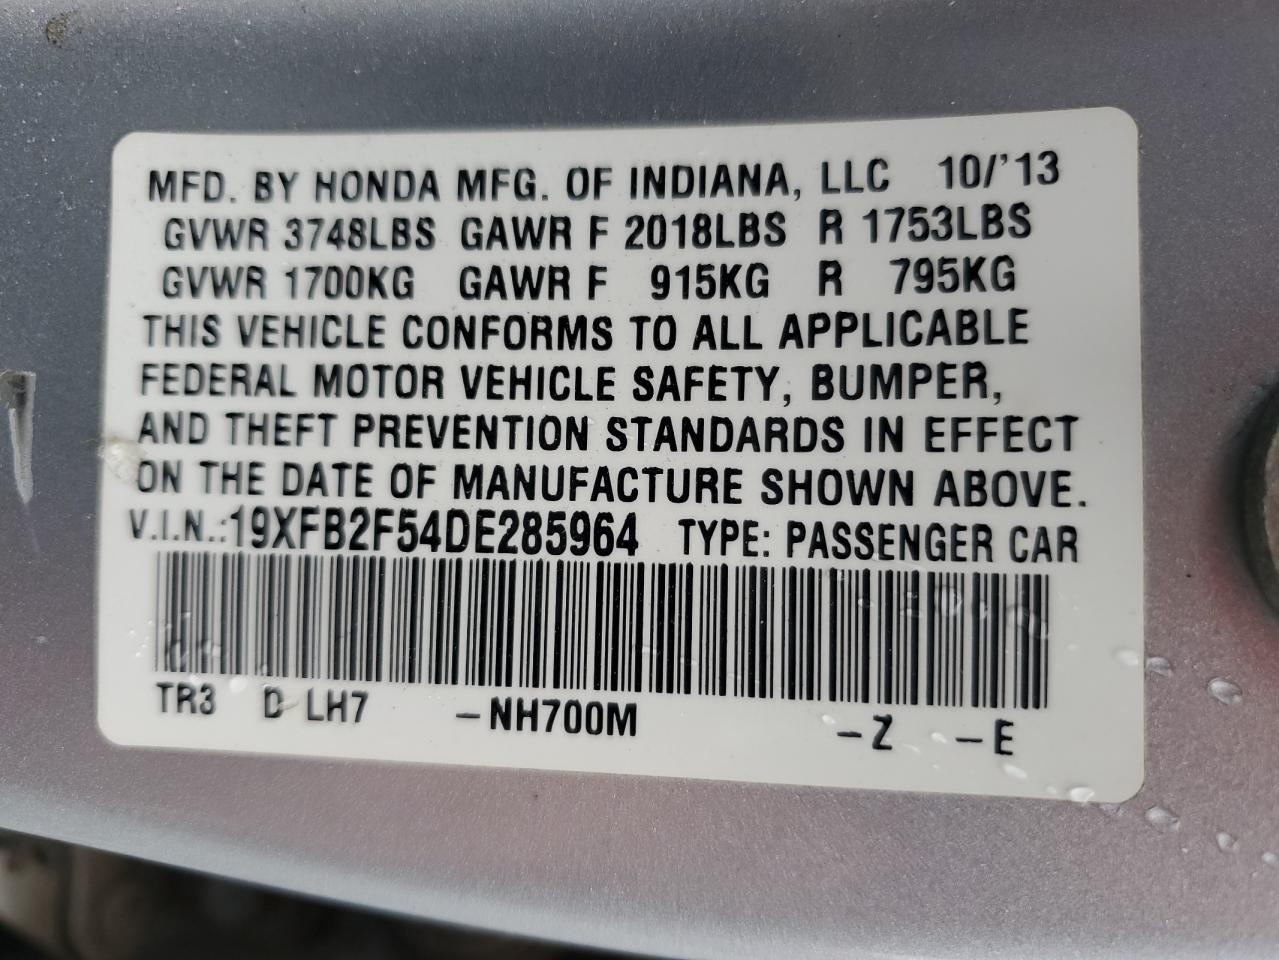 MFD. BY HONDA MFG. OF INDIANA, LLC 10/'13
GVWR 3748LBS GAWR F 2018LBS R 1753LBS
GVWR 1700KG GAWR F 915KG R 795KG
THIS VEHICLE CONFORMS TO ALL APPLICABLE
FEDERAL MOTOR VEHICLE SAFETY, BUMPER,
AND THEFT PREVENTION STANDARDS IN EFFECT
ON THE DATE OF MANUFACTURE SHOWN ABOVE.
V.I.N.:19XFB2F54DE285964 TYPE: PASSENGER CAR
TR3 D LH7 -NH700M -Z -E